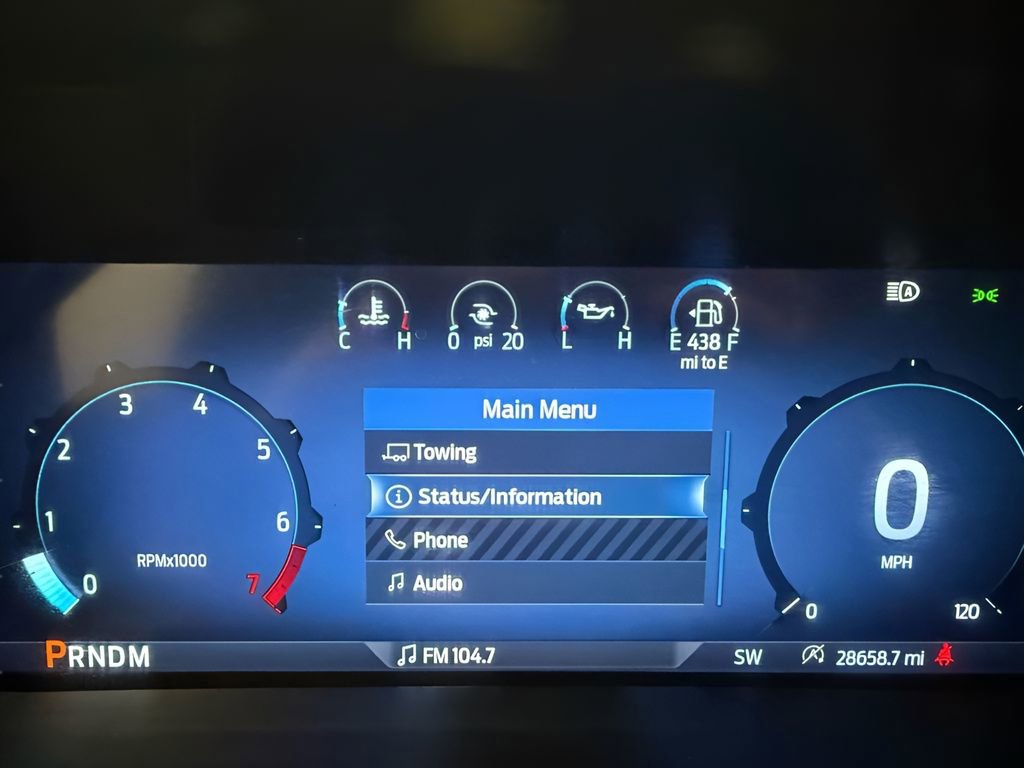 C H
0 psi 20
L H
E 438 F
mi to E
A
Main Menu
Towing
i Status/Information
Phone
Audio
0 1 2 3 4 5 6 7
RPMx1000
0
MPH
0 120
PRNDM
FM 104.7
SW
28658.7 mi